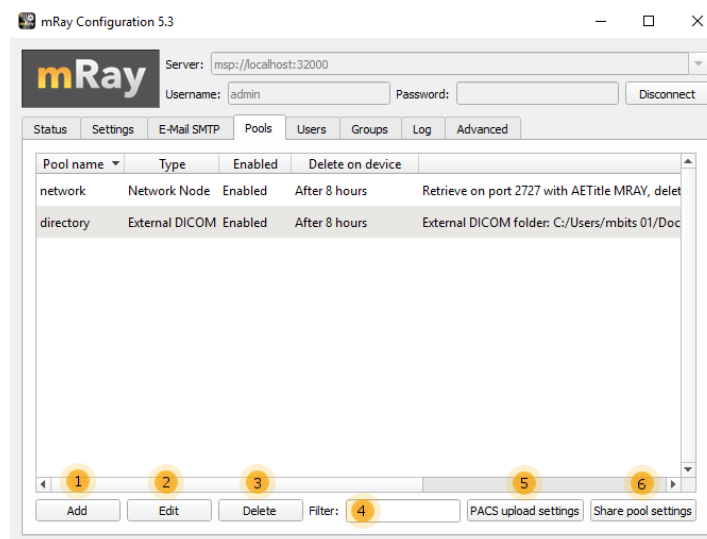 mRay Configuration 5.3
mRay
Server: msp://localhost:32000
Username: admin Password: Disconnect
Status Settings E-Mail SMTP Pools Users Groups Log Advanced
Pool name Type Enabled Delete on device
network Network Node Enabled After 8 hours Retrieve on port 2727 with AETitle MRAY, delet
directory External DICOM Enabled After 8 hours External DICOM folder: C:/Users/mbits 01/Doc
1 2 3 5 6
Add Edit Delete Filter: 4 PACS upload settings Share pool settings